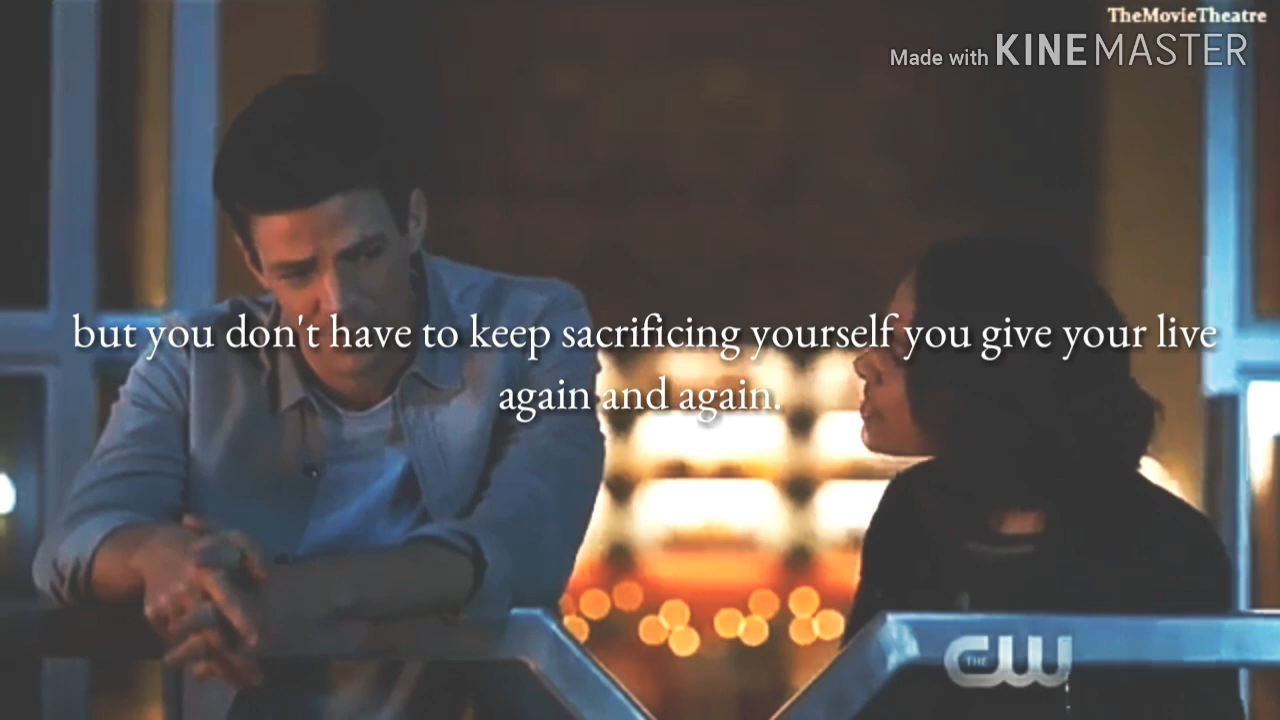 TheMovieTheatre
Made with KINEMASTER
but you don't have to keep sacrificing yourself you give your live
again and again.
THE CW